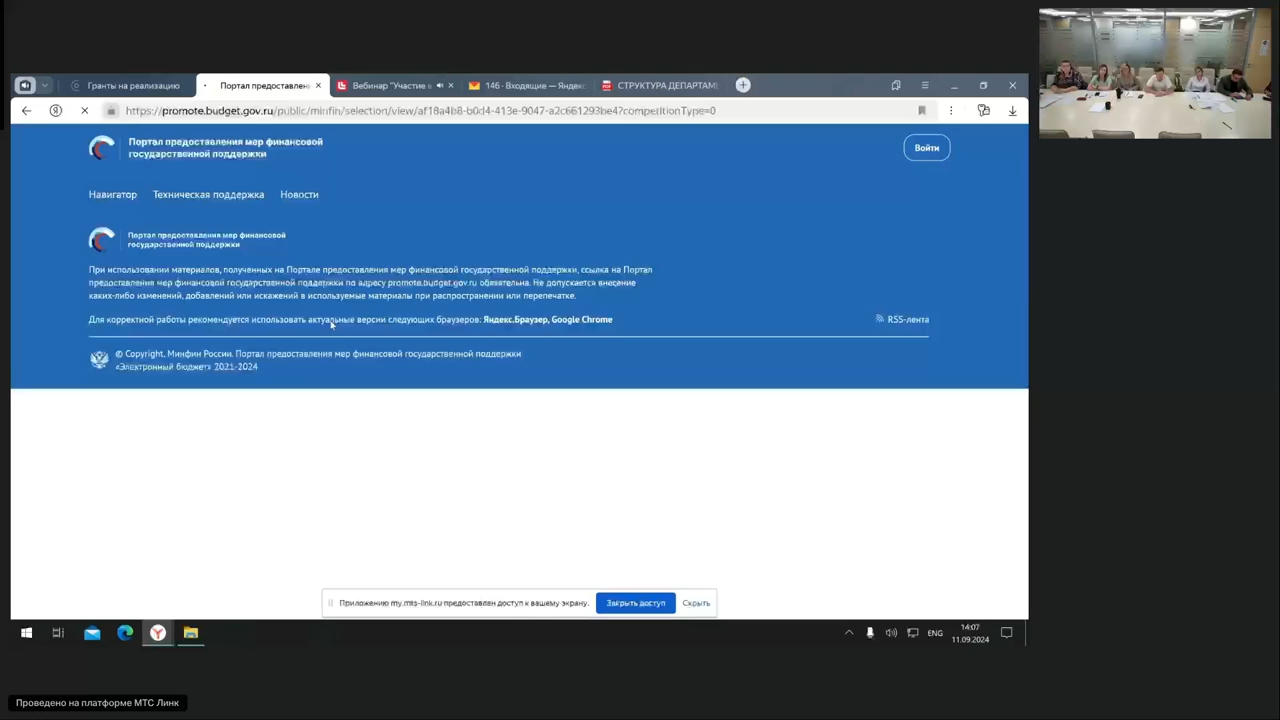 Гранты на реализацию
Портал предоставлен
Вебинар "Участие в
146 · Входящие — Яндекс
СТРУКТУРА ДЕПАРТАМЕ
https://promote.budget.gov.ru/public/minfin/selection/view/af18a4b8-b0d4-413e-9047-a2c661293be4?competitionType=0
Портал предоставления мер финансовой
государственной поддержки
Войти
Навигатор
Техническая поддержка
Новости
Портал предоставления мер финансовой
государственной поддержки
При использовании материалов, полученных на Портале предоставления мер финансовой государственной поддержки, ссылка на Портал
предоставления мер финансовой государственной поддержки по адресу promote.budget.gov.ru обязательна. Не допускается внесение
каких-либо изменений, добавлений или искажений в используемые материалы при распространении или перепечатке.
Для корректной работы рекомендуется использовать актуальные версии следующих браузеров: Яндекс.Браузер, Google Chrome
RSS-лента
© Copyright, Минфин России. Портал предоставления мер финансовой государственной поддержки
«Электронный бюджет» 2021-2024
Приложению my.mts-link.ru предоставлен доступ к вашему экрану.
Закрыть доступ
Скрыть
ENG
14:07
11.09.2024
Проведено на платформе МТС Линк